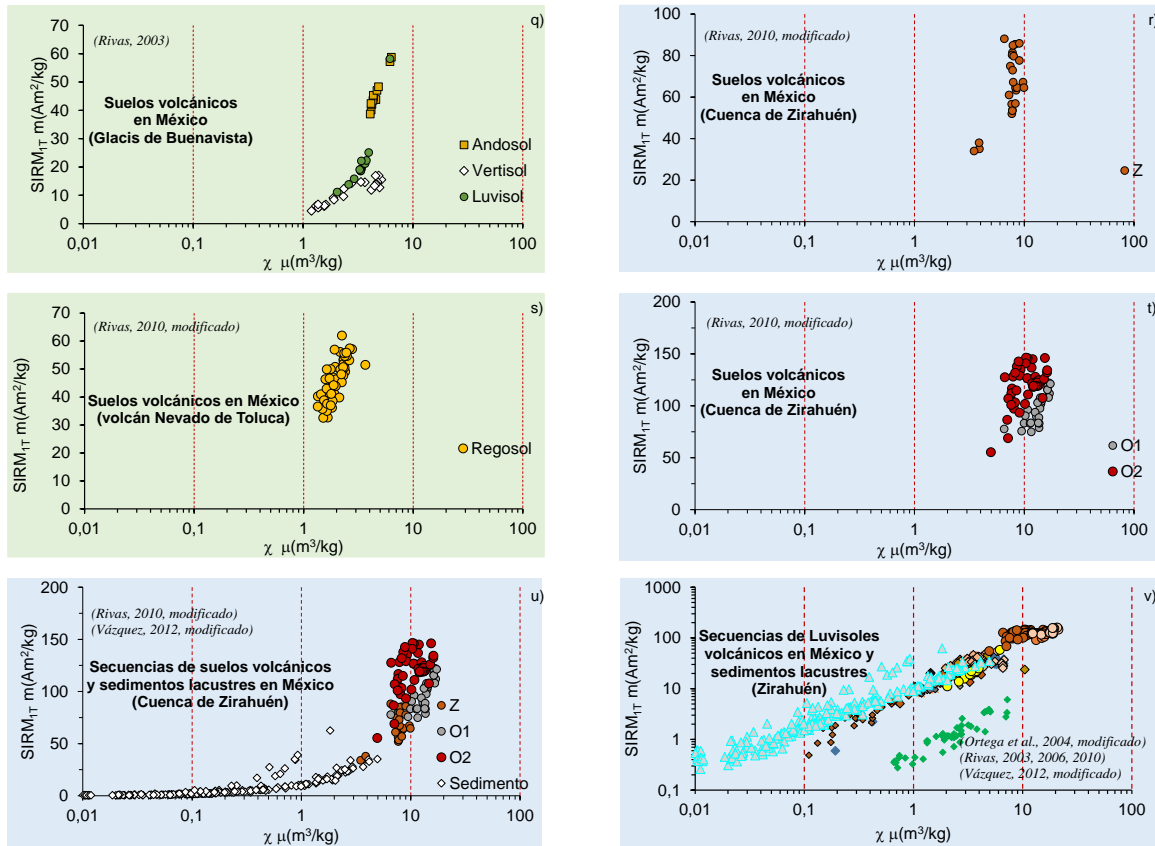 q)
(Rivas, 2003)
Suelos volcánicos
en México
(Glacis de Buenavista)
Andosol
Vertisol
Luvisol
70
60
50
40
30
20
10
0
0,01 0,1 1 10 100
SIRM1T m(Am2/kg)
χ μ(m3/kg)
r)
(Rivas, 2010, modificado)
Suelos volcánicos
en México
(Cuenca de Zirahuén)
Z
100
80
60
40
20
0
0,01 0,1 1 10 100
SIRM1T m(Am2/kg)
χ μ(m3/kg)
s)
(Rivas, 2010, modificado)
Suelos volcánicos en México
(volcán Nevado de Toluca)
Regosol
70
60
50
40
30
20
10
0
0,01 0,1 1 10 100
SIRM1T m(Am2/kg)
χ μ(m3/kg)
t)
(Rivas, 2010, modificado)
Suelos volcánicos
en México
(Cuenca de Zirahuén)
O1
O2
200
150
100
50
0
0,01 0,1 1 10 100
SIRM1T m(Am2/kg)
χ μ(m3/kg)
u)
(Rivas, 2010, modificado)
(Vázquez, 2012, modificado)
Secuencias de suelos volcánicos
y sedimentos lacustres en México
(Cuenca de Zirahuén)
Z
O1
O2
Sedimento
200
150
100
50
0
0,01 0,1 1 10 100
SIRM1T m(Am2/kg)
χ μ(m3/kg)
v)
Secuencias de Luvisoles
volcánicos en México y
sedimentos lacustres
(Zirahuén)
(Ortega et al., 2004, modificado)
(Rivas, 2003, 2006, 2010)
(Vázquez, 2012, modificado)
1000
100
10
1
0,1
0,01 0,1 1 10 100
SIRM1T m(Am2/kg)
χ μ(m3/kg)